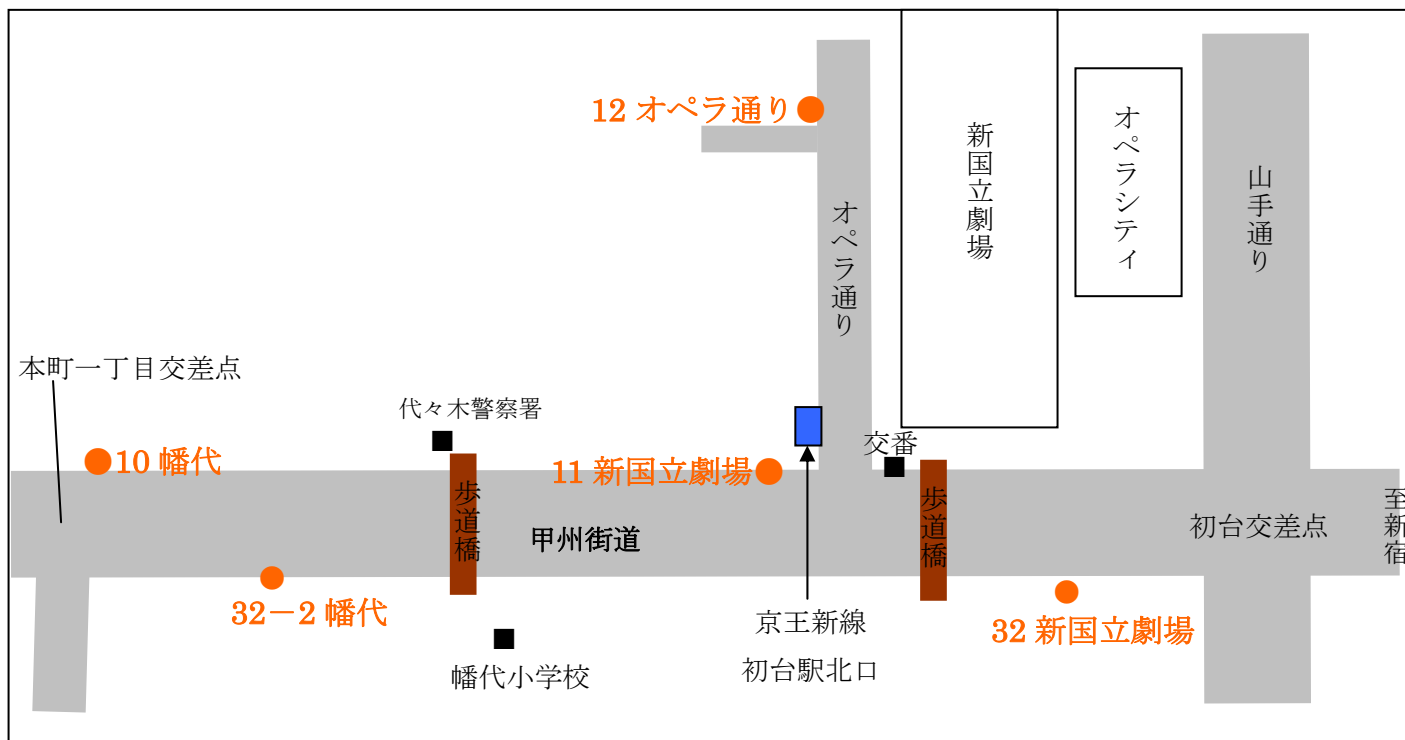 12 オペラ通り
新国立劇場
オペラシティ
山手通り
オペラ通り
本町一丁目交差点
代々木警察署
10 幡代
11 新国立劇場
交番
歩道橋
甲州街道
歩道橋
初台交差点
至新宿
32－2 幡代
京王新線
初台駅北口
32 新国立劇場
幡代小学校